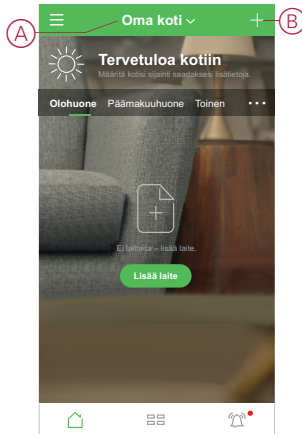 A
Oma koti
B
Tervetuloa kotiin
Määritä kotisi sijainti saadaksesi lisätietoja.
Olohuone Päämakuuhuone Toinen
Ei laitteita – lisää laite.
Lisää laite